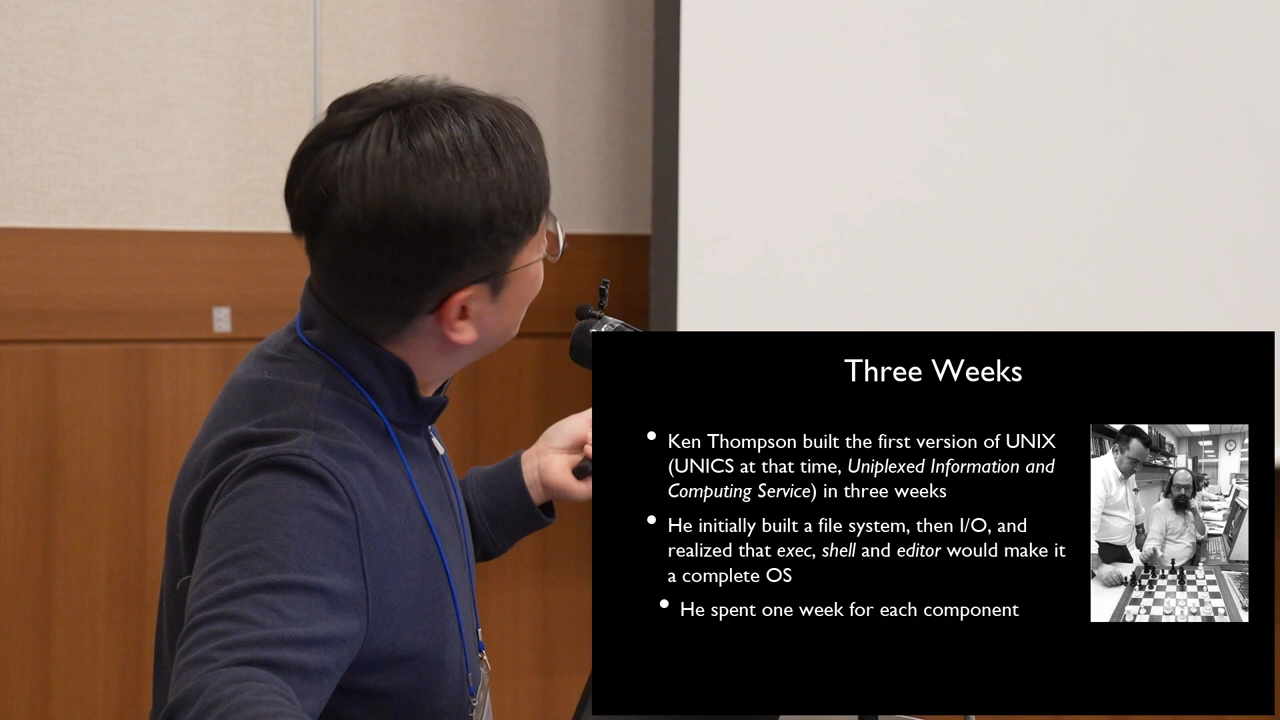 Three Weeks
• Ken Thompson built the first version of UNIX
(UNICS at that time, Uniplexed Information and
Computing Service) in three weeks
• He initially built a file system, then I/O, and
realized that exec, shell and editor would make it
a complete OS
• He spent one week for each component